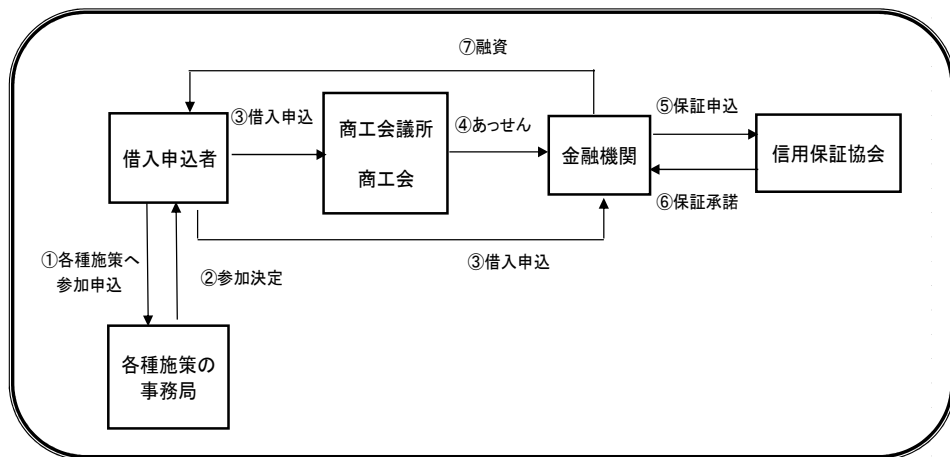 ⑦融資
③借入申込
商工会議所
商工会
④あっせん
⑤保証申込
借入申込者
金融機関
信用保証協会
⑥保証承諾
①各種施策へ
参加申込
②参加決定
③借入申込
各種施策の
事務局